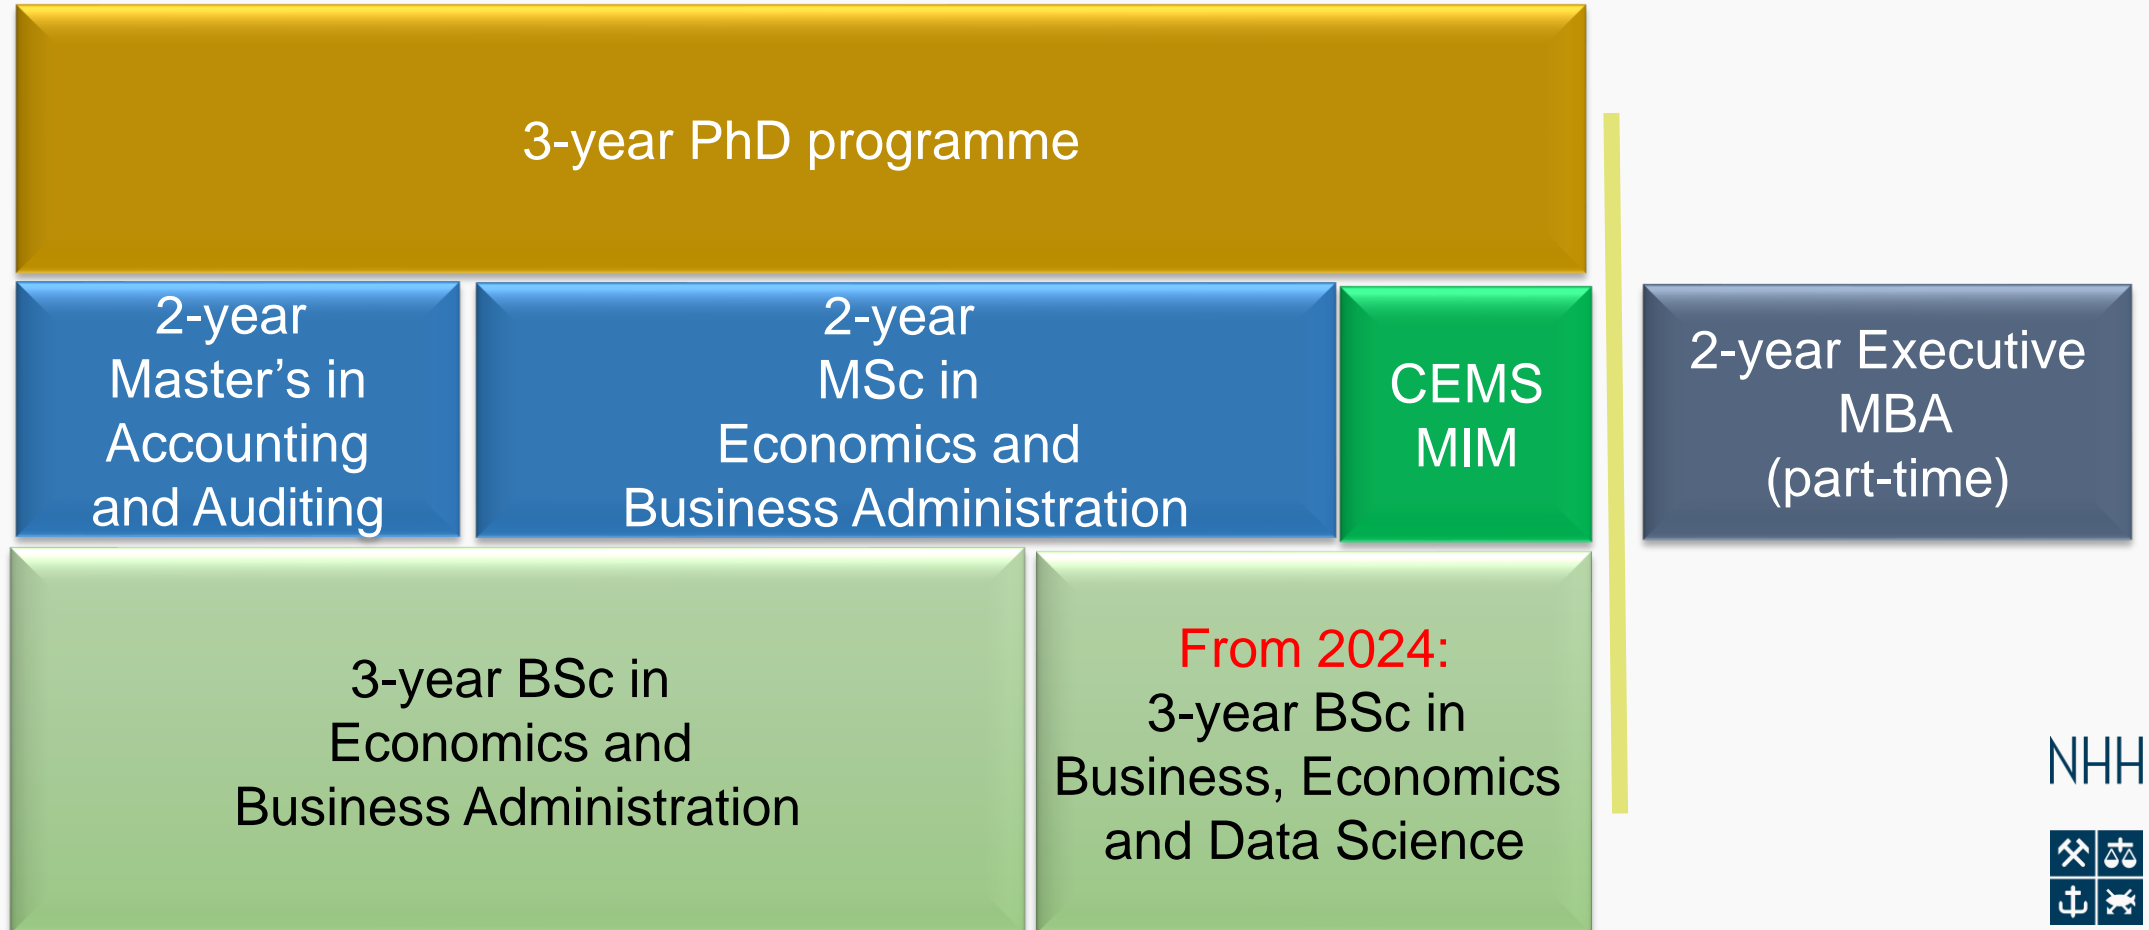 3-year PhD programme
2-year
Master’s in
Accounting
and Auditing
2-year
MSc in
Economics and
Business Administration
CEMS
MIM
2-year Executive
MBA
(part-time)
3-year BSc in
Economics and
Business Administration
From 2024:
3-year BSc in
Business, Economics
and Data Science
NHH